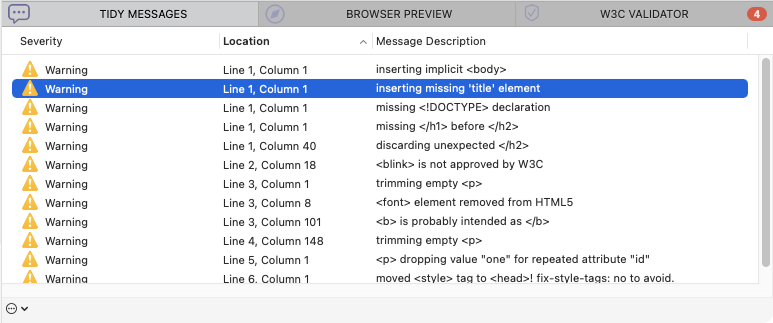 TIDY MESSAGES BROWSER PREVIEW W3C VALIDATOR 4
Severity Location Message Description
Warning Line 1, Column 1 inserting implicit <body>
Warning Line 1, Column 1 inserting missing 'title' element
Warning Line 1, Column 1 missing <!DOCTYPE> declaration
Warning Line 1, Column 1 missing </h1> before </h2>
Warning Line 1, Column 40 discarding unexpected </h2>
Warning Line 2, Column 18 <blink> is not approved by W3C
Warning Line 3, Column 1 trimming empty <p>
Warning Line 3, Column 8 <font> element removed from HTML5
Warning Line 3, Column 101 <b> is probably intended as </b>
Warning Line 4, Column 148 trimming empty <p>
Warning Line 5, Column 1 <p> dropping value "one" for repeated attribute "id"
Warning Line 6, Column 1 moved <style> tag to <head>! fix-style-tags: no to avoid.